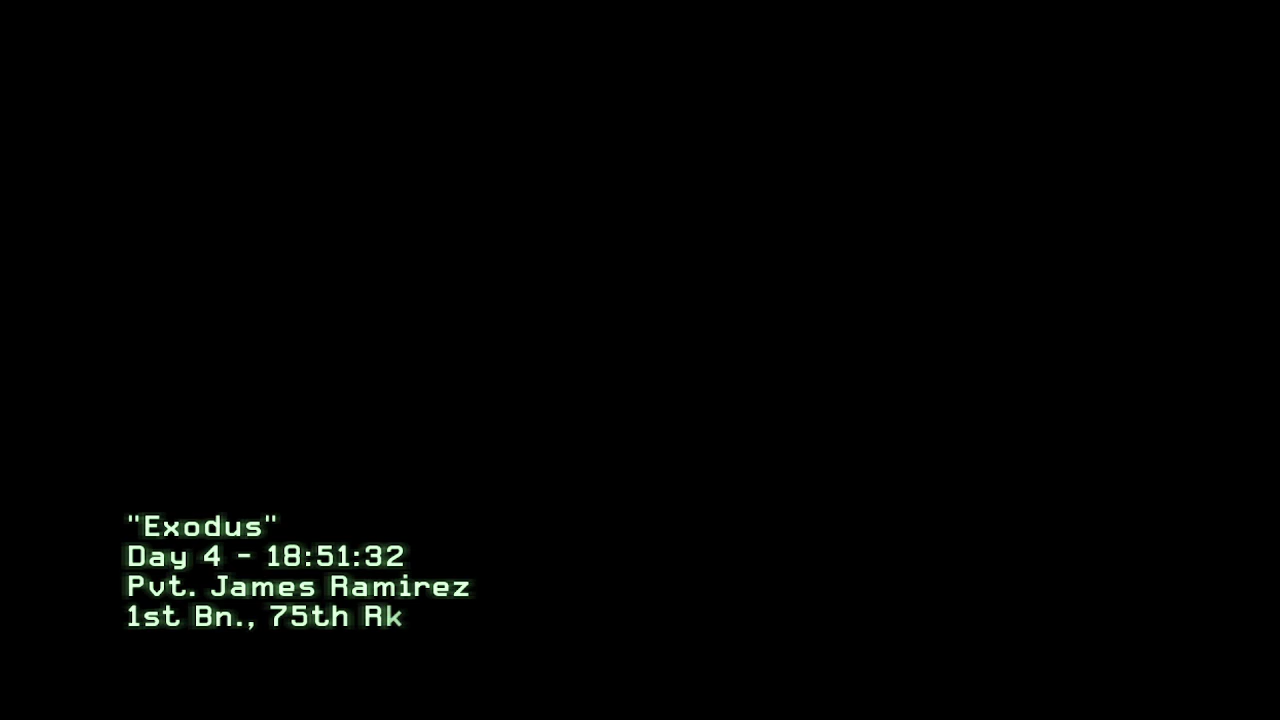 "Exodus"
Day 4 - 18:51:32
Pvt. James Ramirez
1st Bn., 75th Rk